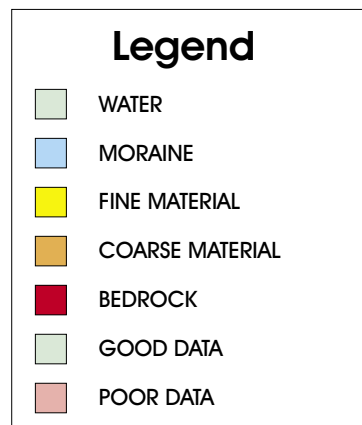 Legend
WATER
MORAINE
FINE MATERIAL
COARSE MATERIAL
BEDROCK
GOOD DATA
POOR DATA